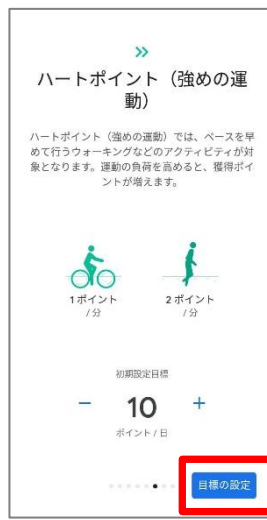 ハートポイント（強めの運
動）
ハートポイント（強めの運動）では、ペースを早
めて行うウォーキングなどのアクティビティが対
象となります。運動の負荷を高めると、獲得ポイ
ントが増えます。
1 ポイント
/ 分
2 ポイント
/ 分
初期設定目標
− 10 +
ポイント / 日
目標の設定